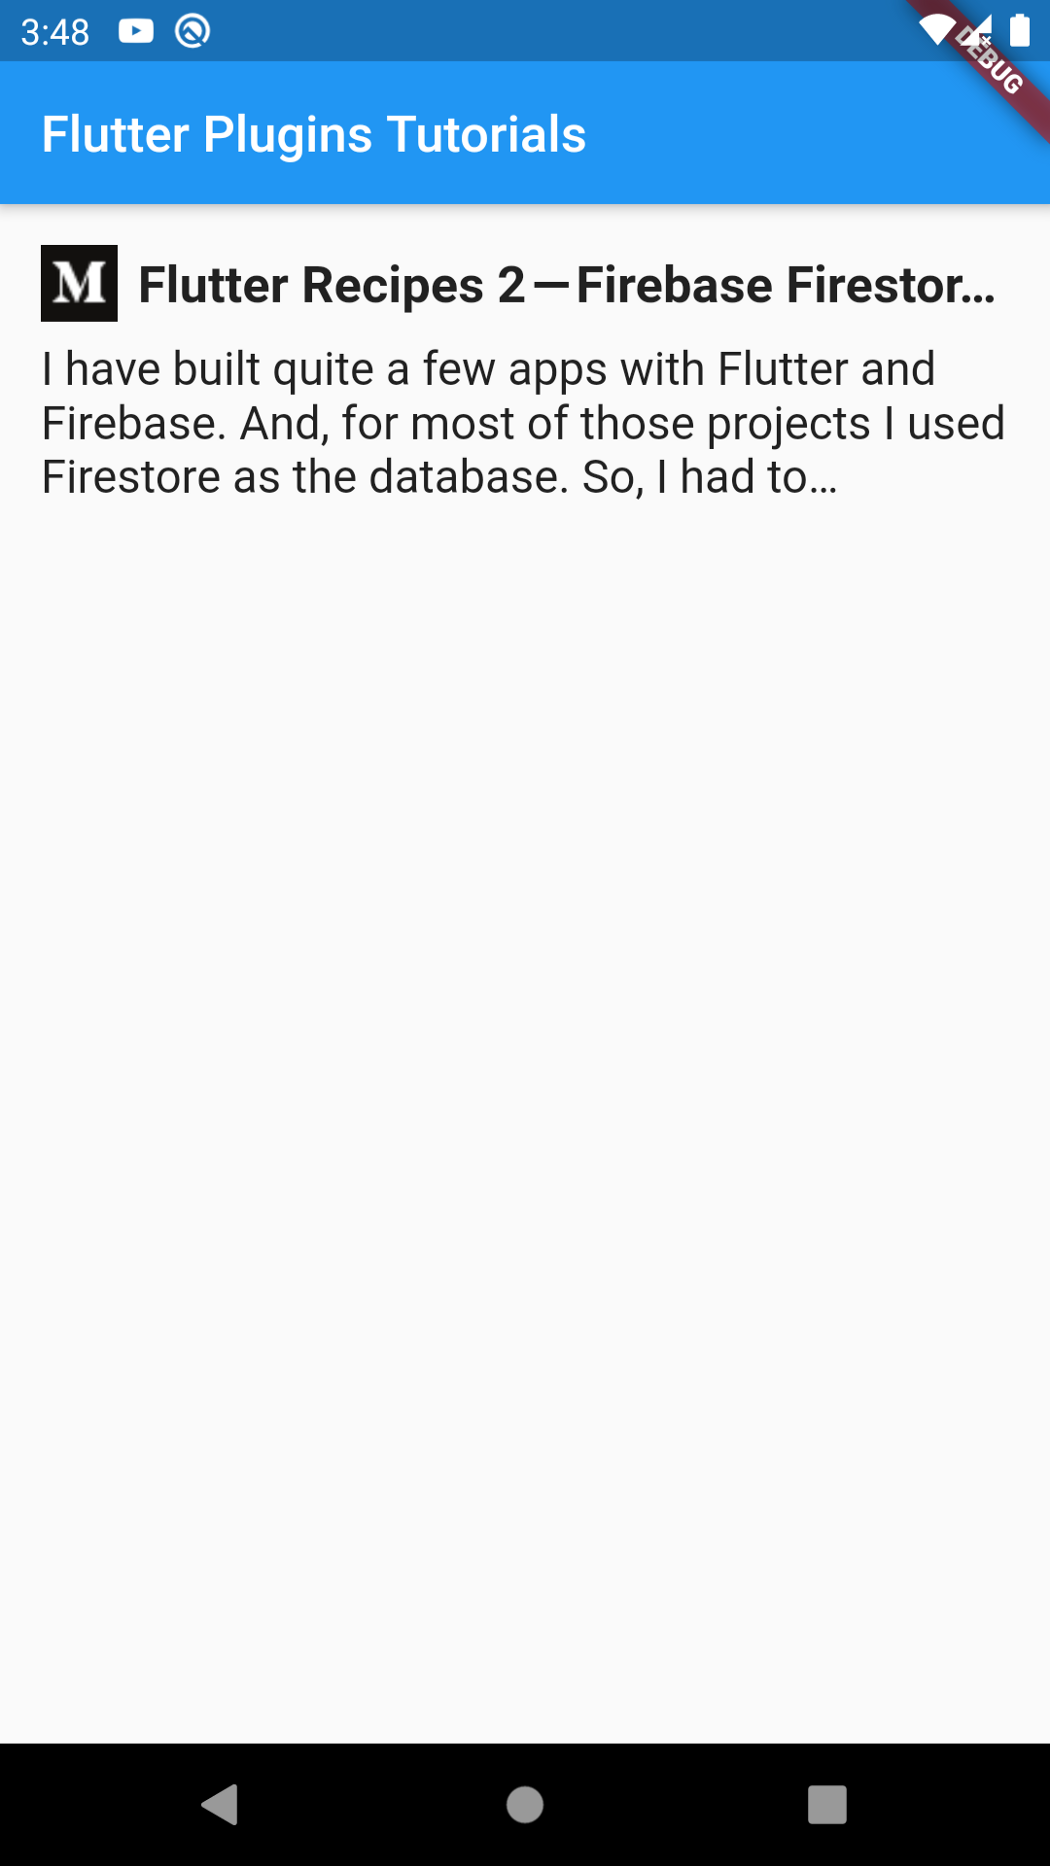 3:48
DEBUG
Flutter Plugins Tutorials
M
Flutter Recipes 2 — Firebase Firestor...
I have built quite a few apps with Flutter and
Firebase. And, for most of those projects I used
Firestore as the database. So, I had to...